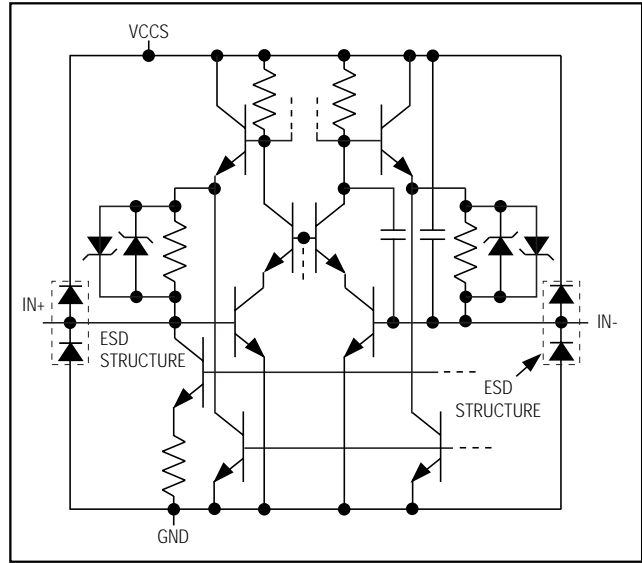 VCCS
IN+
ESD
STRUCTURE
IN-
ESD
STRUCTURE
GND